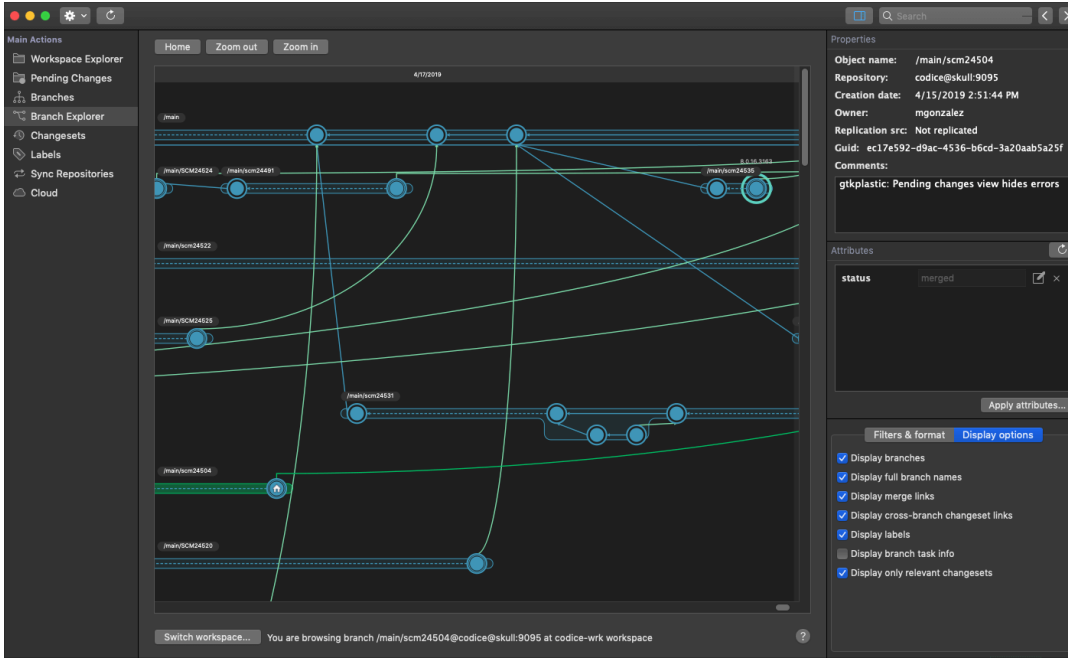 Search
Main Actions
Workspace Explorer
Pending Changes
Branches
Branch Explorer
Changesets
Labels
Sync Repositories
Cloud
Home
Zoom out
Zoom in
4/17/2019
/main
/main/SCM24524
/main/scm24491
8.0.16.3363
/main/scm24535
/main/scm24522
/main/SCM24525
/main/scm24531
/main/scm24504
/main/SCM24520
Switch workspace...
You are browsing branch /main/scm24504@codice@skull:9095 at codice-wrk workspace
?
Properties
Object name: /main/scm24504
Repository: codice@skull:9095
Creation date: 4/15/2019 2:51:44 PM
Owner: mgonzalez
Replication src: Not replicated
Guid: ec17e592-d9ac-4536-b6cd-3a20aab5a25f
Comments:
gtkplastic: Pending changes view hides errors
Attributes
status merged
Apply attributes...
Filters & format
Display options
Display branches
Display full branch names
Display merge links
Display cross-branch changeset links
Display labels
Display branch task info
Display only relevant changesets